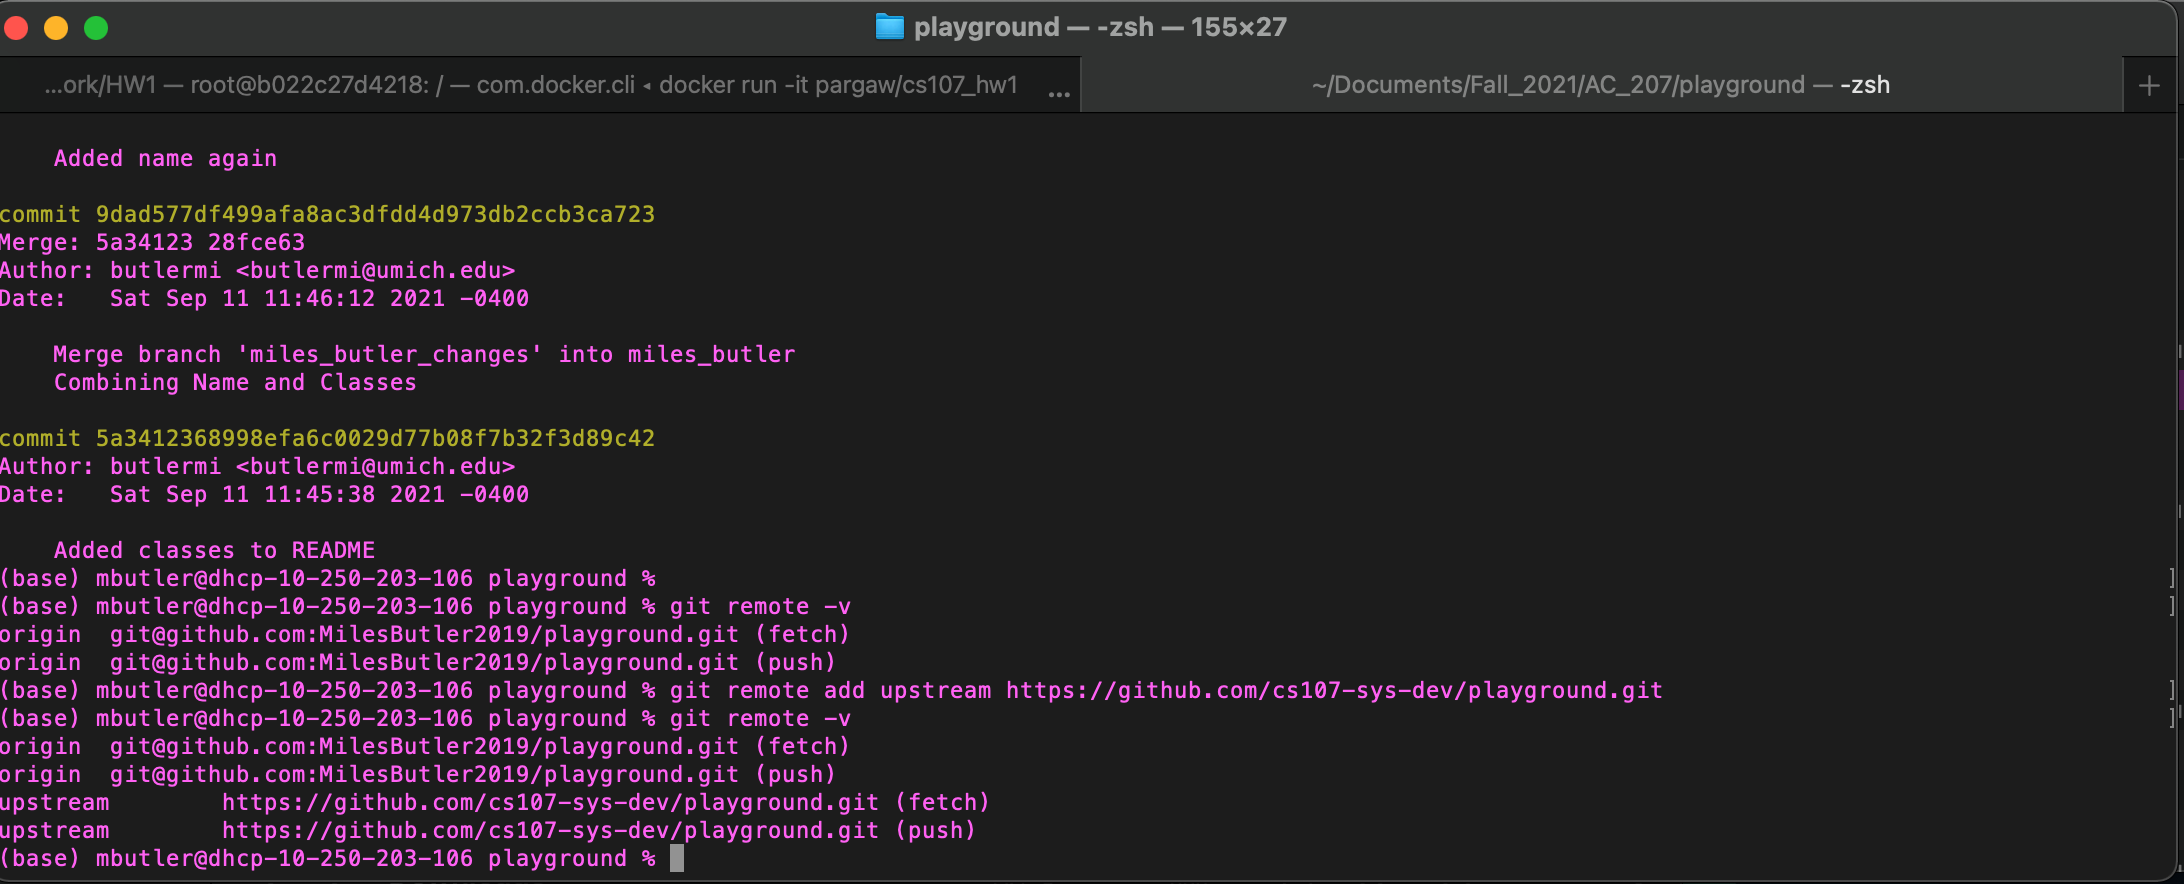 playground — -zsh — 155×27
...ork/HW1 — root@b022c27d4218: / — com.docker.cli ◂ docker run -it pargaw/cs107_hw1 ...
~/Documents/Fall_2021/AC_207/playground — -zsh +
Added name again
commit 9dad577df499afa8ac3dfdd4d973db2ccb3ca723
Merge: 5a34123 28fce63
Author: butlermi <butlermi@umich.edu>
Date:   Sat Sep 11 11:46:12 2021 -0400
Merge branch 'miles_butler_changes' into miles_butler
Combining Name and Classes
commit 5a3412368998efa6c0029d77b08f7b32f3d89c42
Author: butlermi <butlermi@umich.edu>
Date:   Sat Sep 11 11:45:38 2021 -0400
Added classes to README
(base) mbutler@dhcp-10-250-203-106 playground % ]
(base) mbutler@dhcp-10-250-203-106 playground % git remote -v ]
origin  git@github.com:MilesButler2019/playground.git (fetch)
origin  git@github.com:MilesButler2019/playground.git (push)
(base) mbutler@dhcp-10-250-203-106 playground % git remote add upstream https://github.com/cs107-sys-dev/playground.git ]
(base) mbutler@dhcp-10-250-203-106 playground % git remote -v ]
origin  git@github.com:MilesButler2019/playground.git (fetch)
origin  git@github.com:MilesButler2019/playground.git (push)
upstream        https://github.com/cs107-sys-dev/playground.git (fetch)
upstream        https://github.com/cs107-sys-dev/playground.git (push)
(base) mbutler@dhcp-10-250-203-106 playground %